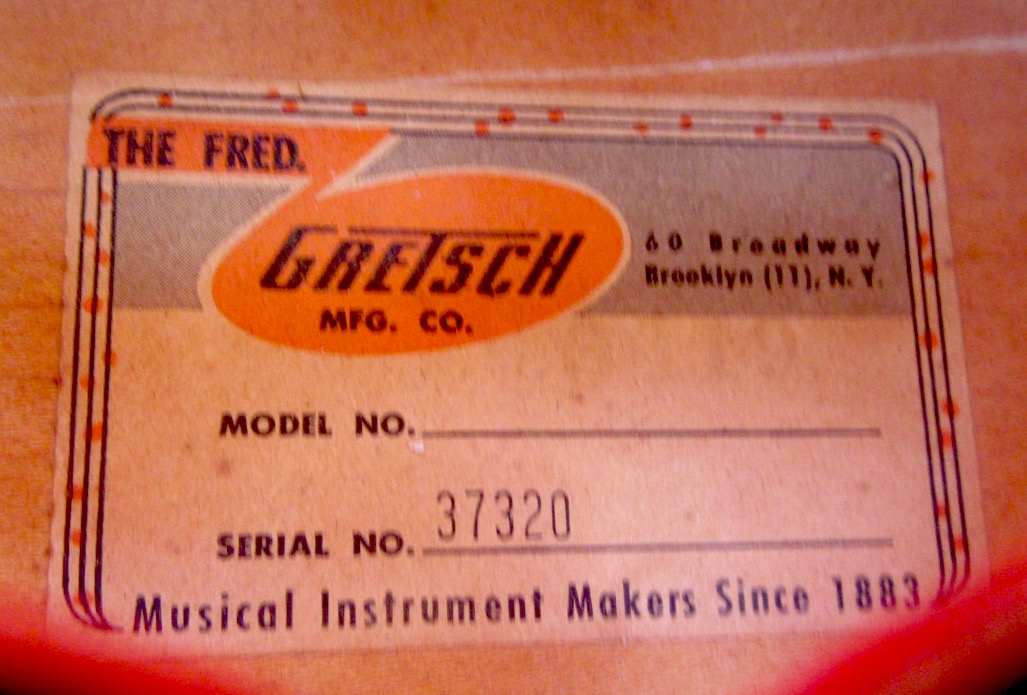 THE FRED.
GRETSCH
MFG. CO.
60 Broadway
Brooklyn (11), N. Y.
MODEL NO.
SERIAL NO. 37320
Musical Instrument Makers Since 1883